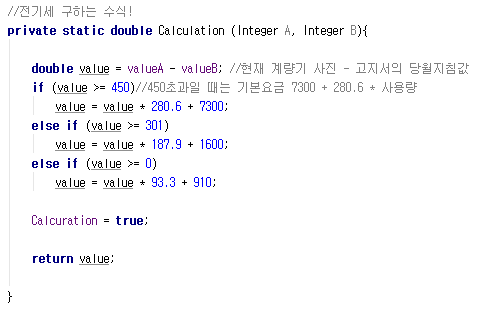 //전기세 구하는 수식!
private static double Calculation (Integer A, Integer B){
double value = valueA - valueB; //현재 계량기 사진 - 고지서의 당월지침값
if (value >= 450)//450초과일 때는 기본요금 7300 + 280.6 * 사용량
value = value * 280.6 + 7300;
else if (value >= 301)
value = value * 187.9 + 1600;
else if (value >= 0)
value = value * 93.3 + 910;
Calcuration = true;
return value;
}